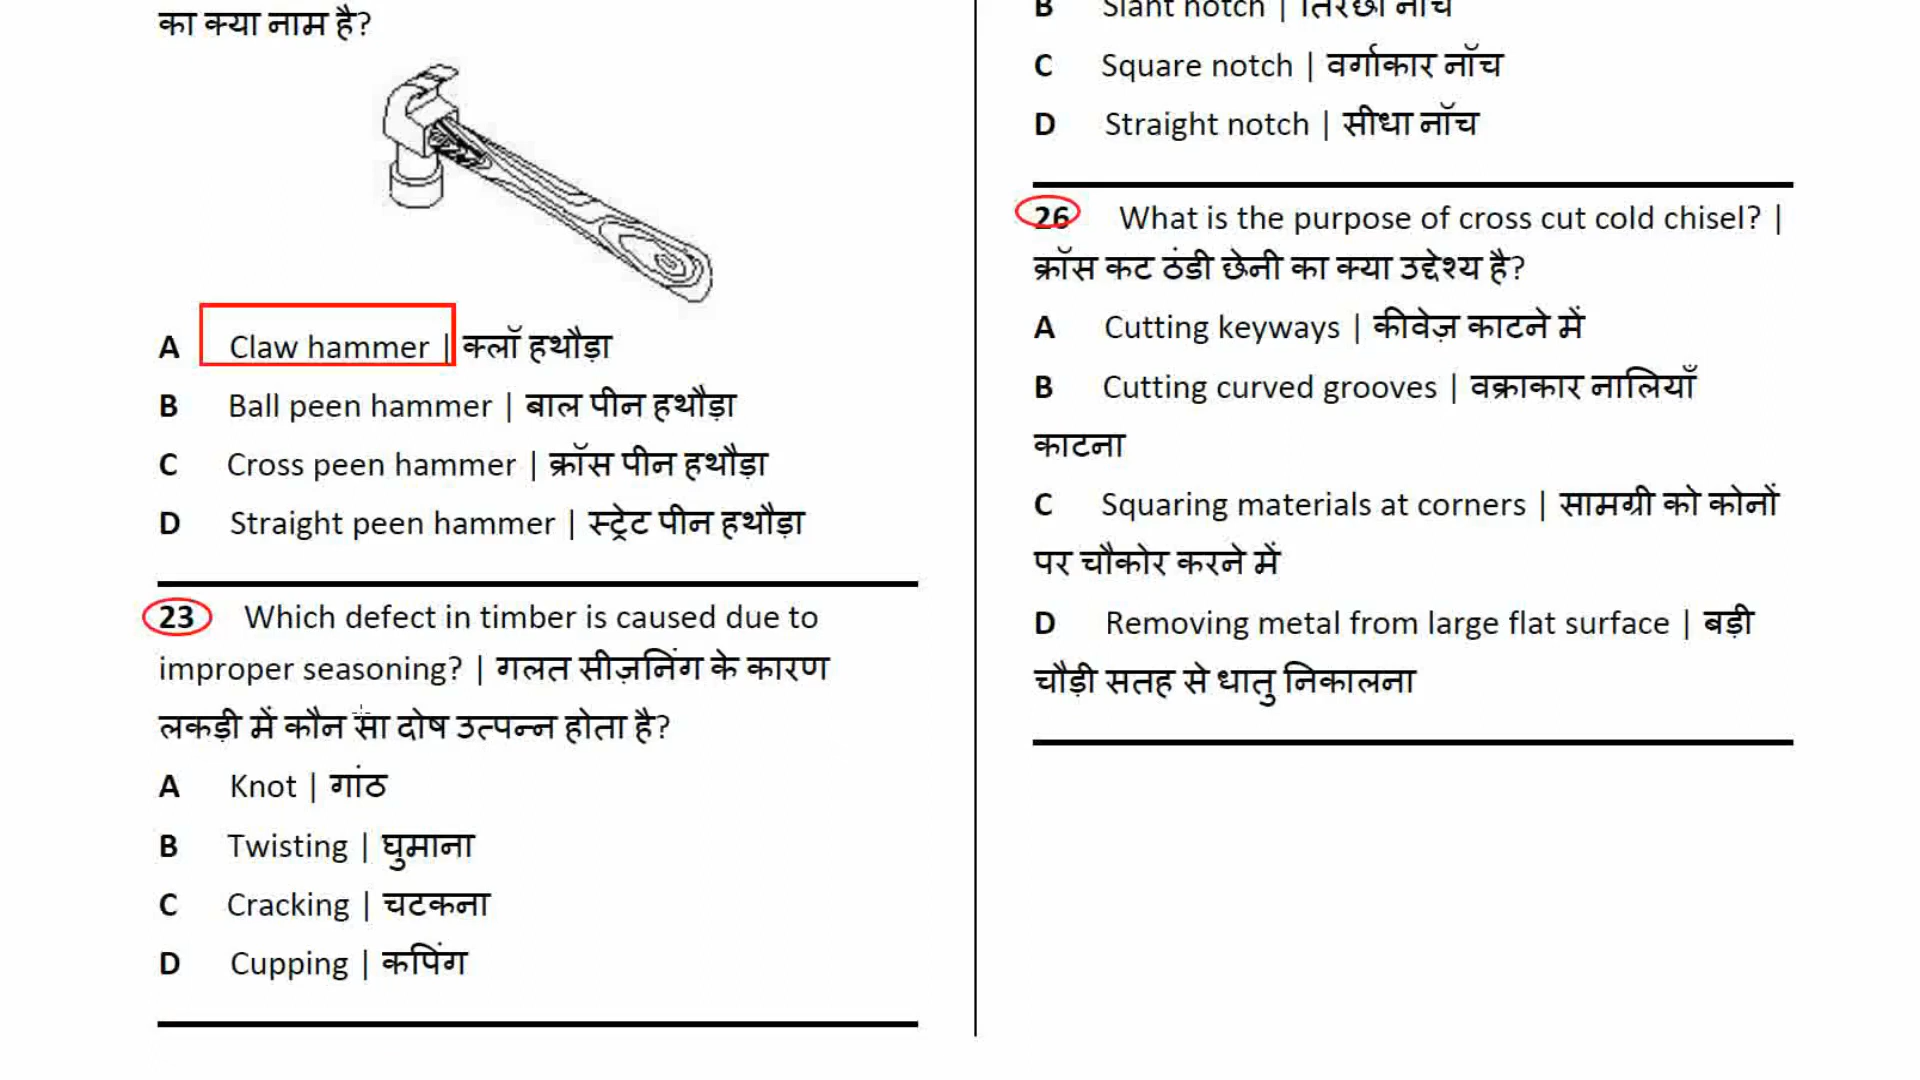 का क्या नाम है?
A Claw hammer | क्लॉ हथौड़ा
B Ball peen hammer | बाल पीन हथौड़ा
C Cross peen hammer | क्रॉस पीन हथौड़ा
D Straight peen hammer | स्ट्रेट पीन हथौड़ा
23 Which defect in timber is caused due to
improper seasoning? | गलत सीज़निंग के कारण
लकड़ी में कौन सा दोष उत्पन्न होता है?
A Knot | गांठ
B Twisting | घुमाना
C Cracking | चटकना
D Cupping | कपिंग
B Slant notch | तिरछा नॉच
C Square notch | वर्गाकार नॉच
D Straight notch | सीधा नॉच
26 What is the purpose of cross cut cold chisel? |
क्रॉस कट ठंडी छेनी का क्या उद्देश्य है?
A Cutting keyways | कीवेज़ काटने में
B Cutting curved grooves | वक्राकार नालियाँ
काटना
C Squaring materials at corners | सामग्री को कोनों
पर चौकोर करने में
D Removing metal from large flat surface | बड़ी
चौड़ी सतह से धातु निकालना